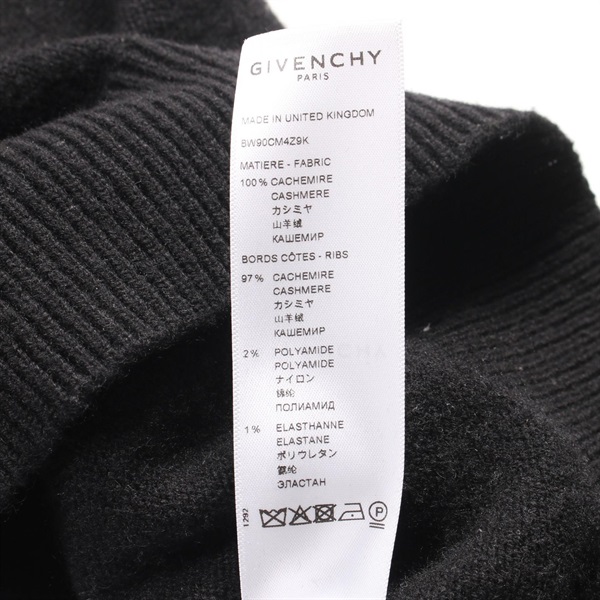 GIVENCHY
PARIS
MADE IN UNITED KINGDOM
BW90CM4Z9K
MATIERE - FABRIC
100 % CACHEMIRE
CASHMERE
カシミヤ
山羊绒
КАШЕМИР
BORDS CÔTES - RIBS
97 % CACHEMIRE
CASHMERE
カシミヤ
山羊绒
КАШЕМИР
2 % POLYAMIDE
POLYAMIDE
ナイロン
锦纶
ПОЛИАМИД
1 % ELASTHANNE
ELASTANE
ポリウレタン
氨纶
ЭЛАСТАН
1292
P